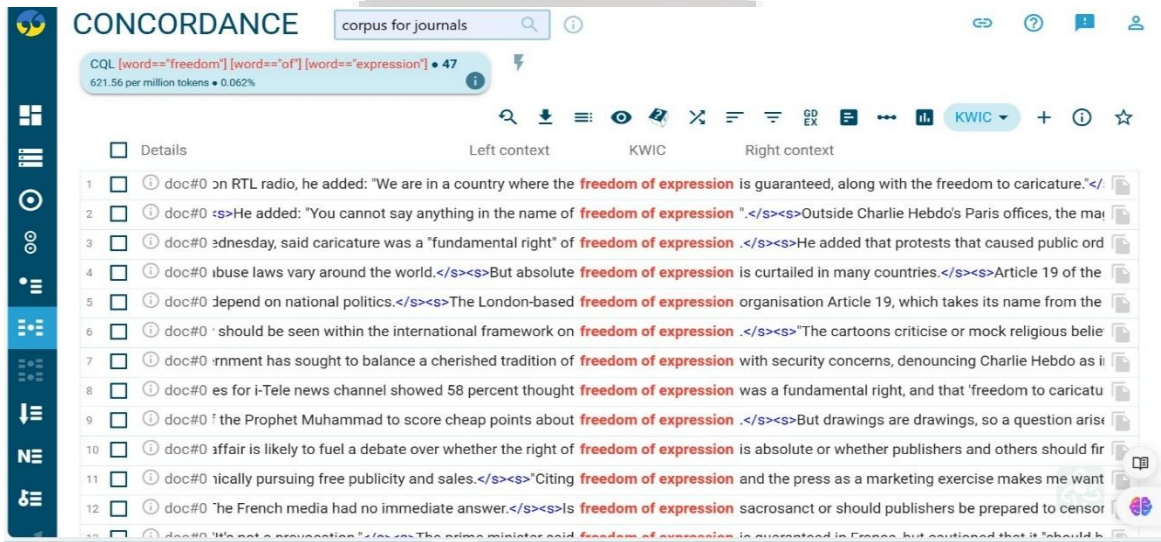 CONCORDANCE corpus for journals
CQL [word=="freedom"] [word=="of"] [word=="expression"] • 47
621.56 per million tokens • 0.062%
GD EX KWIC
Details Left context KWIC Right context
1 doc#0 on RTL radio, he added: "We are in a country where the freedom of expression is guaranteed, along with the freedom to caricature."</
2 doc#0 <s>He added: "You cannot say anything in the name of freedom of expression ".</s><s>Outside Charlie Hebdo's Paris offices, the
3 doc#0 said caricature was a "fundamental right" of freedom of expression .</s><s>He added that protests that caused public
4 doc#0 laws vary around the world.</s><s>But absolute freedom of expression is curtailed in many countries.</s><s>Article 19 of the
5 doc#0 depend on national politics.</s><s>The London-based freedom of expression organisation Article 19, which takes its name from the
6 doc#0 should be seen within the international framework on freedom of expression .</s><s>"The cartoons criticise or mock religious
7 doc#0 has sought to balance a cherished tradition of freedom of expression with security concerns, denouncing Charlie Hebdo as
8 doc#0 es for i-Tele news channel showed 58 percent thought freedom of expression was a fundamental right, and that 'freedom to
9 doc#0 the Prophet Muhammad to score cheap points about freedom of expression .</s><s>But drawings are drawings, so a question
10 doc#0 affair is likely to fuel a debate over whether the right of freedom of expression is absolute or whether publishers and others should
11 doc#0 pursuing free publicity and sales.</s><s>"Citing freedom of expression and the press as a marketing exercise makes me want
12 doc#0 The French media had no immediate answer.</s><s>Is freedom of expression sacrosanct or should publishers be prepared to censor
NΞ